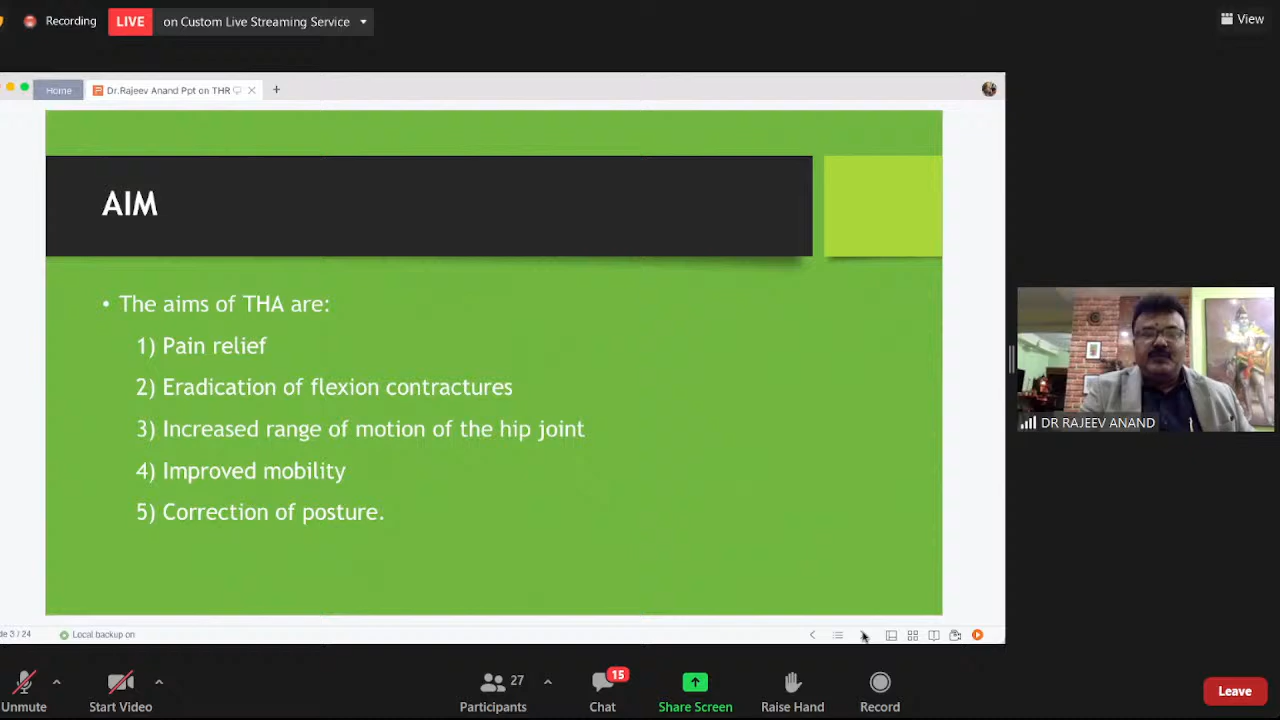 Recording
LIVE
on Custom Live Streaming Service
View
Home
Dr.Rajeev Anand Ppt on THR
AIM
• The aims of THA are:
1) Pain relief
2) Eradication of flexion contractures
3) Increased range of motion of the hip joint
4) Improved mobility
5) Correction of posture.
DR RAJEEV ANAND
de 3 / 24
Local backup on
27
15
Unmute
Start Video
Participants
Chat
Share Screen
Raise Hand
Record
Leave